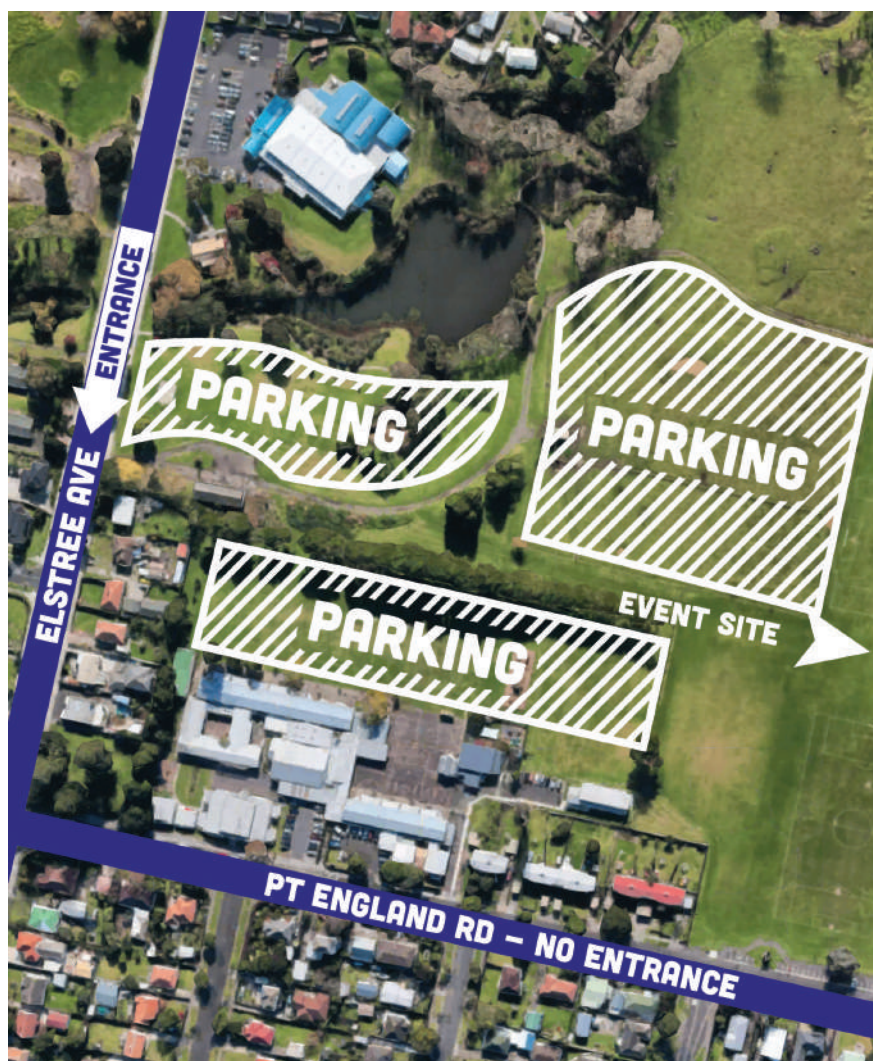 ENTRANCE
PARKING
PARKING
ELSTREE AVE
PARKING
EVENT SITE
PT ENGLAND RD – NO ENTRANCE